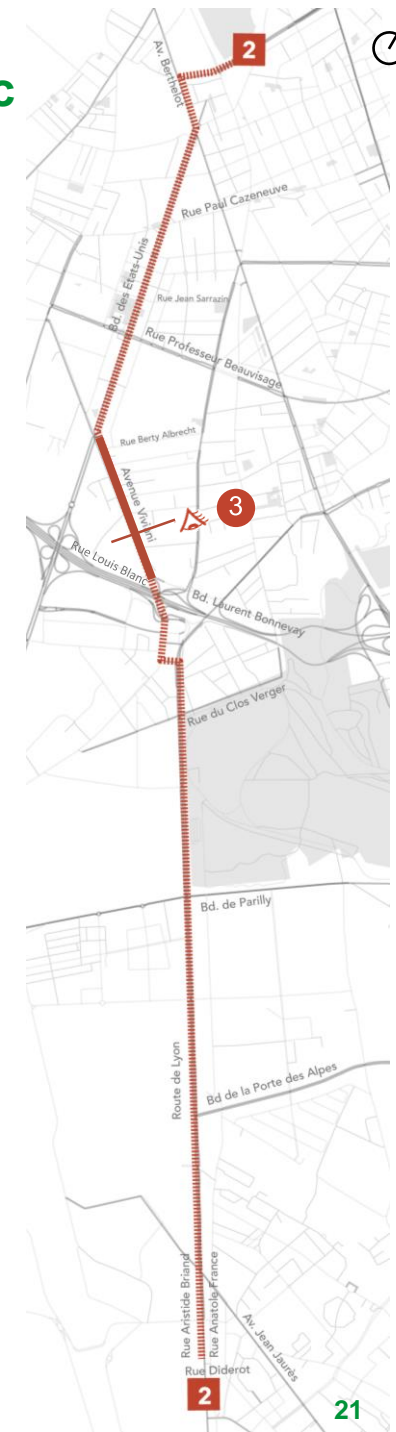 2
c
Av. Berthelot
Rue Paul Cazeneuve
Bd. des Etats-Unis
Rue Jean Sarrazin
Rue Professeur Beauvisage
Rue Berty Albrecht
Avenue Viviani
3
Rue Louis Blanc
Bd. Laurent Bonnevay
Rue du Clos Verger
Bd. de Parilly
Route de Lyon
Bd de la Porte des Alpes
Rue Aristide Briand
Rue Anatole France
Av. Jean Jaurès
Rue Diderot
2
21